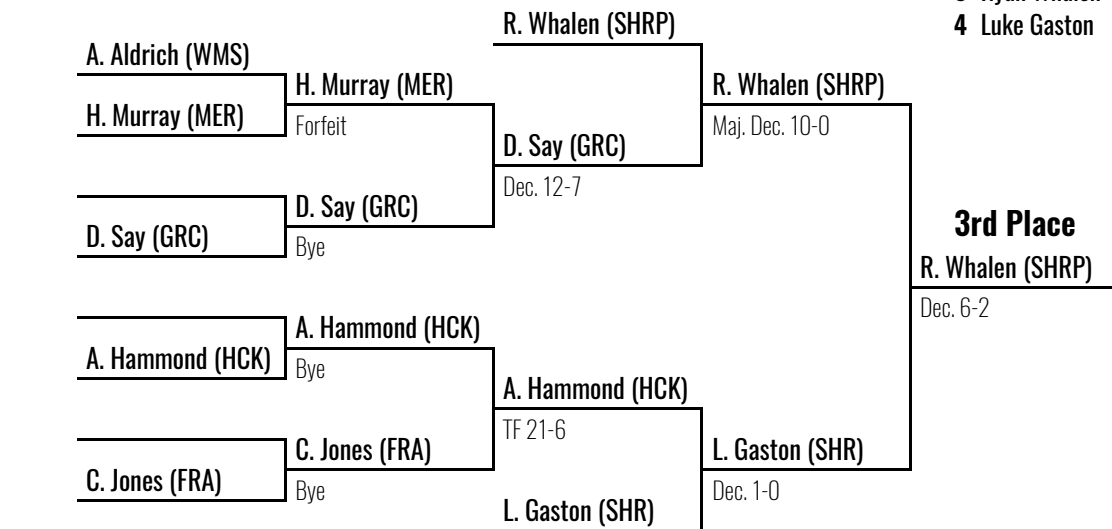 4 Luke Gaston
R. Whalen (SHRP)
A. Aldrich (WMS)
H. Murray (MER)
R. Whalen (SHRP)
H. Murray (MER)
Forfeit
Maj. Dec. 10-0
D. Say (GRC)
Dec. 12-7
D. Say (GRC)
D. Say (GRC)
Bye
3rd Place
R. Whalen (SHRP)
Dec. 6-2
A. Hammond (HCK)
A. Hammond (HCK)
Bye
A. Hammond (HCK)
TF 21-6
C. Jones (FRA)
L. Gaston (SHR)
C. Jones (FRA)
Bye
Dec. 1-0
L. Gaston (SHR)